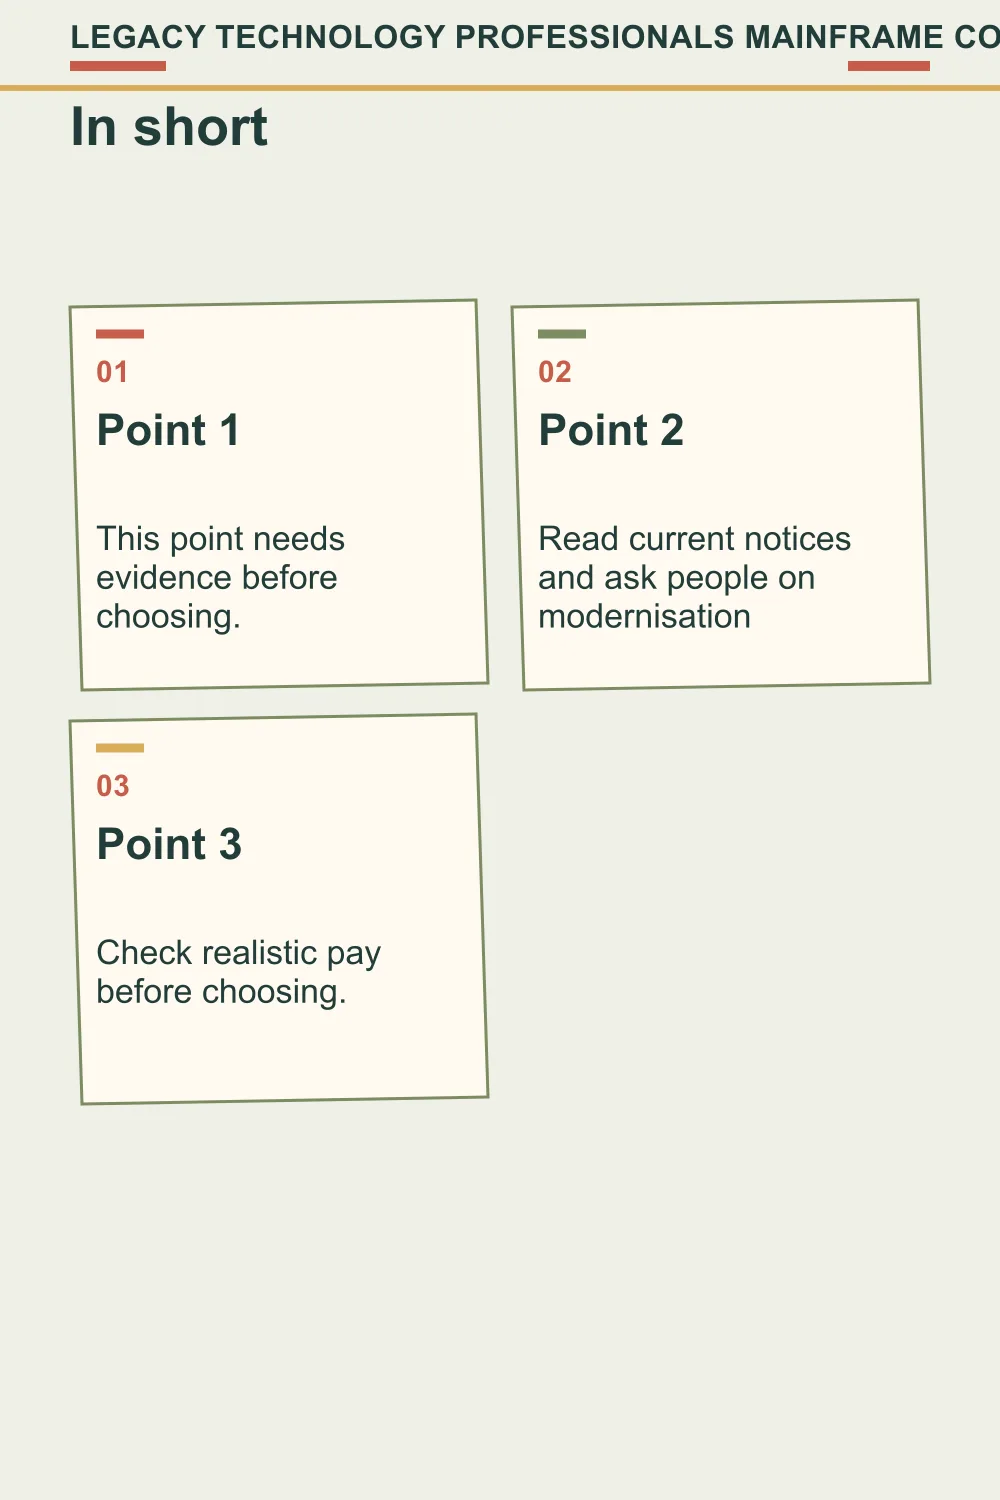 LEGACY TECHNOLOGY PROFESSIONALS MAINFRAME CO
In short
01
Point 1
This point needs
evidence before
choosing.
02
Point 2
Read current notices
and ask people on
modernisation
03
Point 3
Check realistic pay
before choosing.